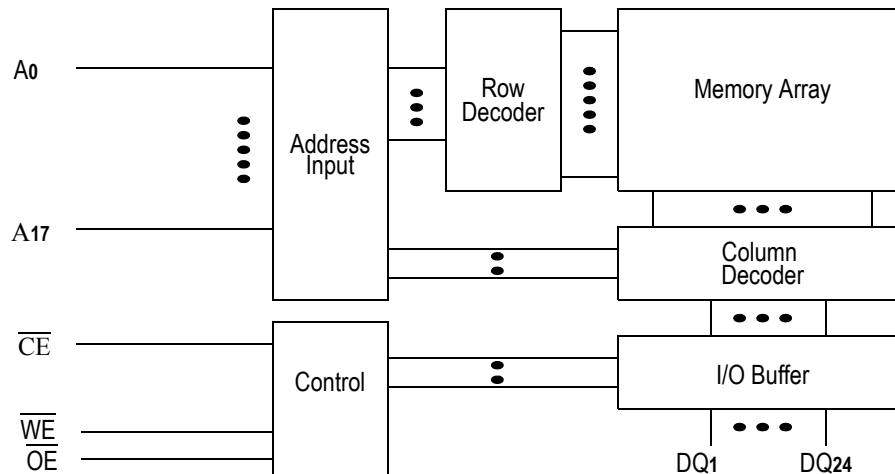 A0
A17
Address
Input
Row
Decoder
Memory Array
Column
Decoder
CE
WE
OE
Control
I/O Buffer
DQ1
DQ24